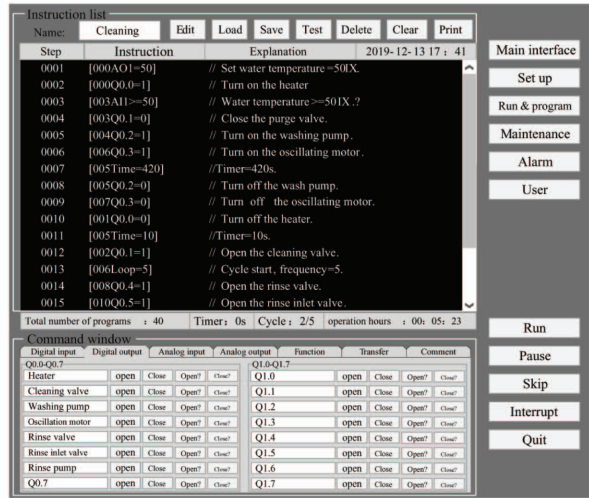 Instruction list
Name: Cleaning Edit Load Save Test Delete Clear Print
Step Instruction Explanation 2019-12-13 17 : 41
0001 [000AO1=50] // Set water temperature =50IX.
0002 [000Q0.0=1] // Turn on the heater
0003 [003AI1>=50] // Water temperature>=50IX.?
0004 [003Q0.1=0] // Close the purge valve.
0005 [004Q0.2=1] // Turn on the washing pump.
0006 [006Q0.3=1] // Turn on the oscillating motor.
0007 [005Time=420] //Timer=420s.
0008 [005Q0.2=0] // Turn off the wash pump.
0009 [007Q0.3=0] // Turn off the oscillating motor.
0010 [001Q0.0=0] // Turn off the heater.
0011 [005Time=10] //Timer=10s.
0012 [002Q0.1=1] // Open the cleaning valve.
0013 [006Loop=5] // Cycle start, frequency=5.
0014 [008Q0.4=1] // Open the rinse valve.
0015 [010Q0.5=1] // Open the rinse inlet valve.
Total number of programs : 40 Timer: 0s Cycle: 2/5 operation hours : 00: 05: 23
Command window
Digital input Digital output Analog input Analog output Function Transfer Comment
Q0.0-Q0.7 Q1.0-Q1.7
Heater open Close Open? Close? Q1.0 open Close Open? Close?
Cleaning valve open Close Open? Close? Q1.1 open Close Open? Close?
Washing pump open Close Open? Close? Q1.2 open Close Open? Close?
Oscillation motor open Close Open? Close? Q1.3 open Close Open? Close?
Rinse valve open Close Open? Close? Q1.4 open Close Open? Close?
Rinse inlet valve open Close Open? Close? Q1.5 open Close Open? Close?
Rinse pump open Close Open? Close? Q1.6 open Close Open? Close?
Q0.7 open Close Open? Close? Q1.7 open Close Open? Close?
Main interface
Set up
Run & program
Maintenance
Alarm
User
Run
Pause
Skip
Interrupt
Quit